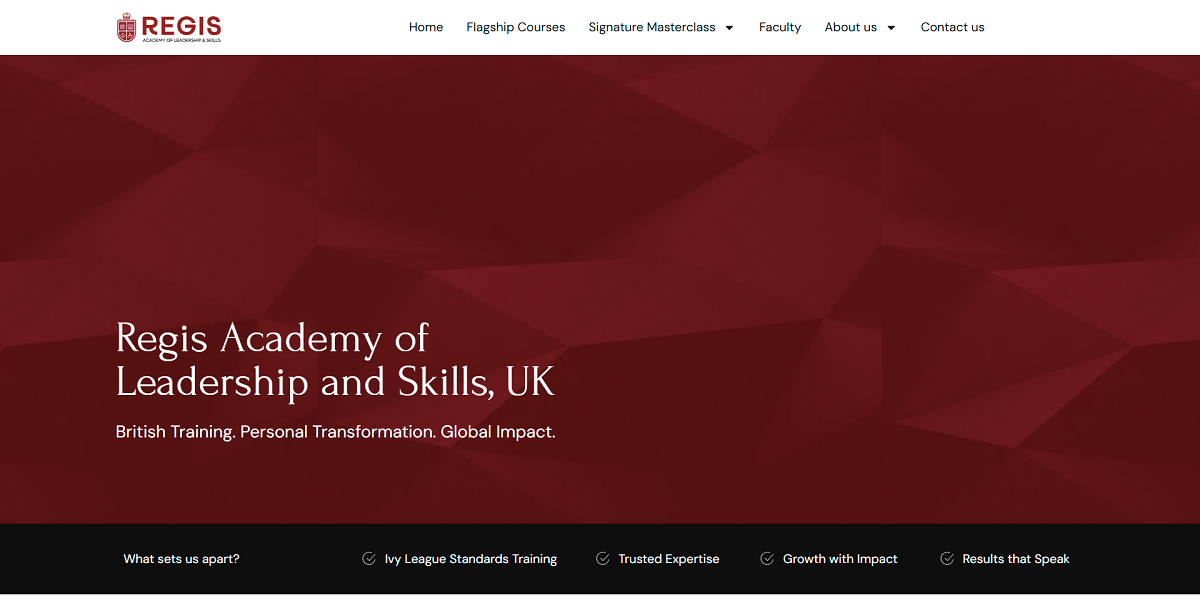 REGIS
ACADEMY OF LEADERSHIP & SKILLS
Home Flagship Courses Signature Masterclass Faculty About us Contact us
Regis Academy of
Leadership and Skills, UK
British Training. Personal Transformation. Global Impact.
What sets us apart? Ivy League Standards Training Trusted Expertise Growth with Impact Results that Speak